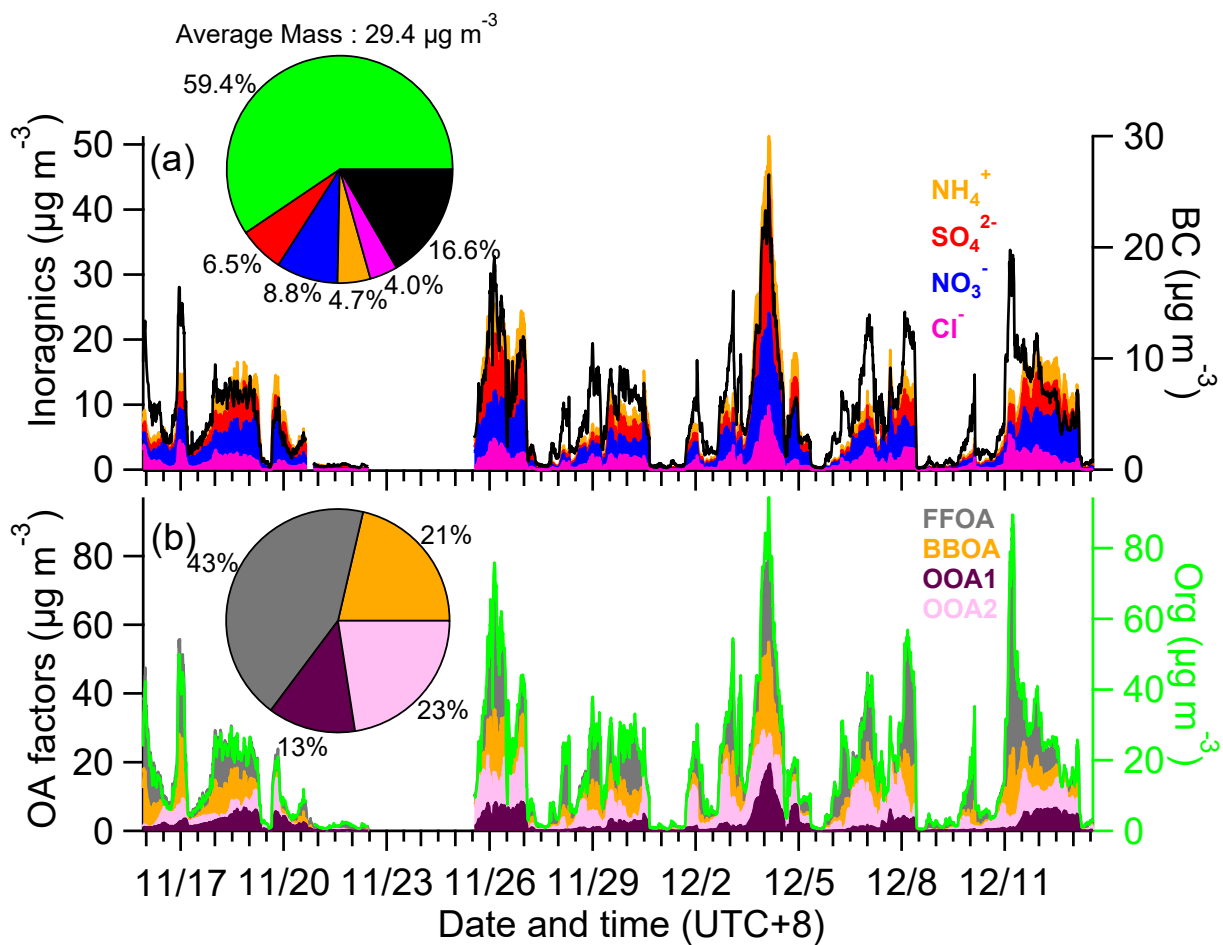 Average Mass : 29.4 µg m⁻³
59.4%
6.5%
8.8%
4.7%
4.0%
16.6%
(a)
Inoragnics (µg m⁻³)
50
40
30
20
10
0
NH₄⁺
SO₄²⁻
NO₃⁻
Cl⁻
30
20
10
0
BC (µg m⁻³)
(b)
43%
21%
13%
23%
OA factors (µg m⁻³)
80
60
40
20
0
FFOA
BBOA
OOA1
OOA2
80
60
40
20
0
Org (µg m⁻³)
11/17 11/20 11/23 11/26 11/29 12/2 12/5 12/8 12/11
Date and time (UTC+8)